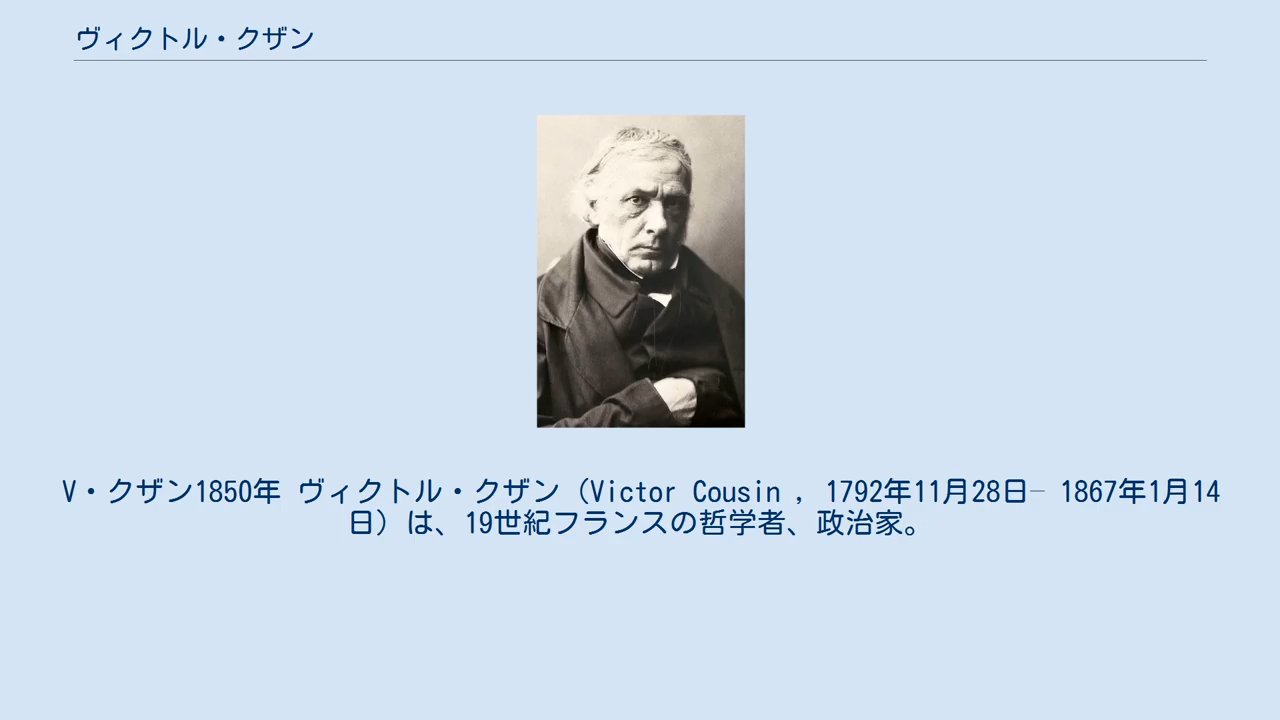 ヴィクトル・クザン
V・クザン1850年 ヴィクトル・クザン（Victor Cousin , 1792年11月28日– 1867年1月14
日）は、19世紀フランスの哲学者、政治家。